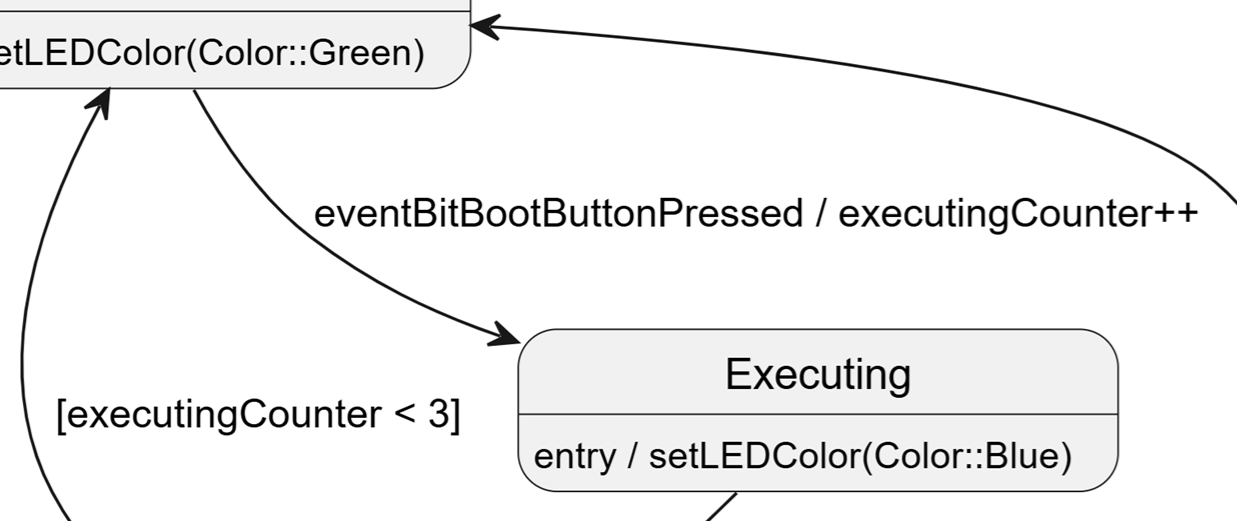 etLEDColor(Color::Green)
eventBitBootButtonPressed / executingCounter++
Executing
[executingCounter < 3]
entry / setLEDColor(Color::Blue)